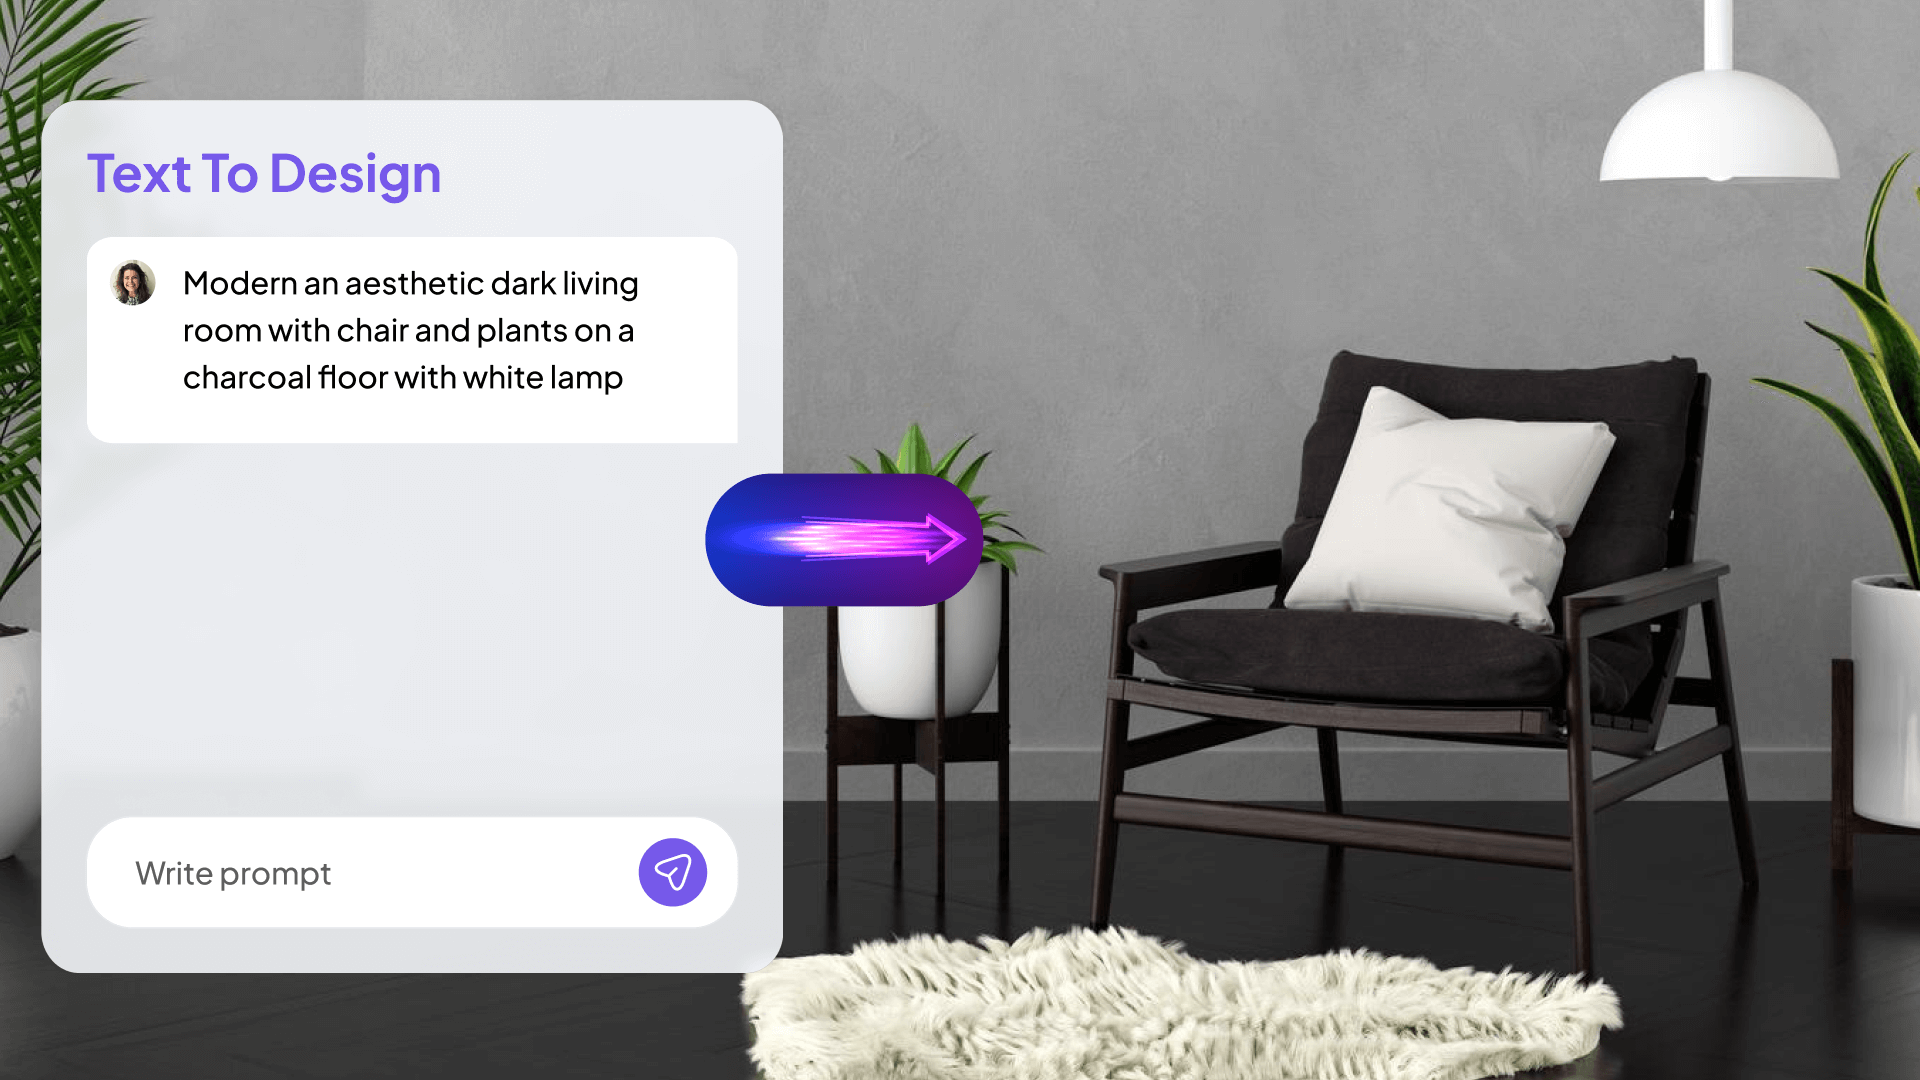 Text To Design
Modern an aesthetic dark living
room with chair and plants on a
charcoal floor with white lamp
Write prompt